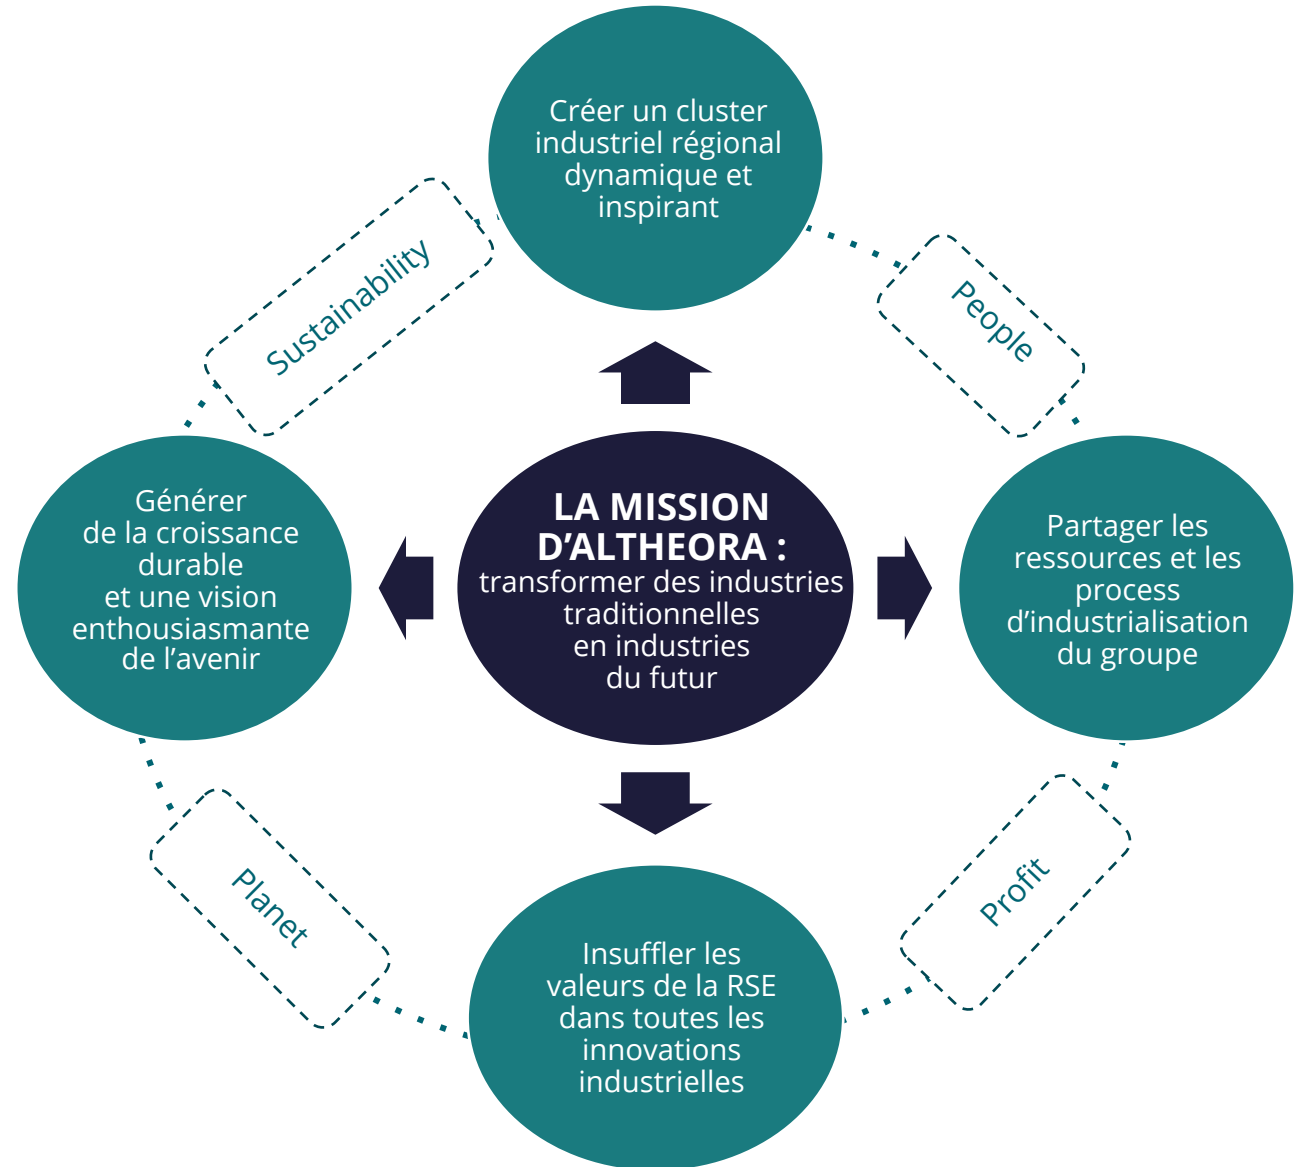 Créer un cluster
industriel régional
dynamique et
inspirant
Sustainability
People
Générer
de la croissance
durable
et une vision
enthousiasmante
de l’avenir
LA MISSION
D’ALTHEORA :
transformer des industries
traditionnelles
en industries
du futur
Partager les
ressources et les
process
d’industrialisation
du groupe
Planet
Profit
Insuffler les
valeurs de la RSE
dans toutes les
innovations
industrielles